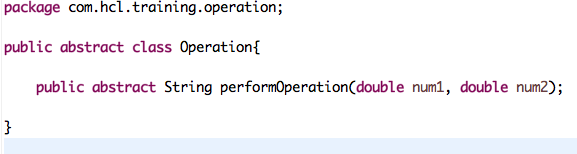 package com.hcl.training.operation;
public abstract class Operation{
public abstract String performOperation(double num1, double num2);
}